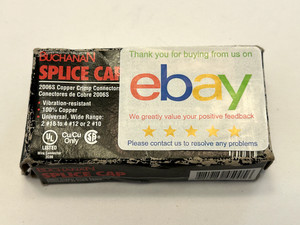 BUCHANAN
SPLICE CAP
2006S Copper Crimp Connectors
Conectores de Cobre 2006S
Vibration-resistant
100% Copper
Universal, Wide Range:
2 #18 to 4 #12 or 2 #10
UL
LISTED
Cu/Cu
Only
Thank you for buying from us on
ebay
We greatly value your positive feedback
Please contact us to resolve any problems
SPLICE CAP